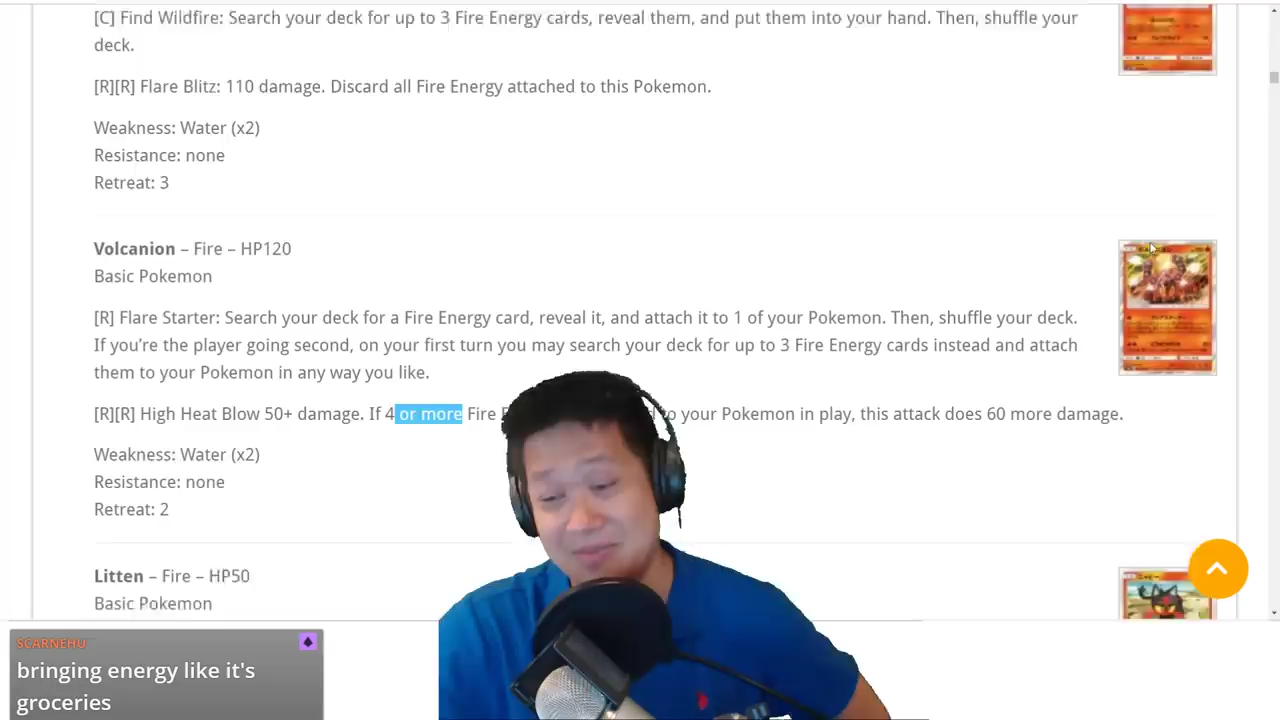 [C] Find Wildfire: Search your deck for up to 3 Fire Energy cards, reveal them, and put them into your hand. Then, shuffle your
deck.
[R][R] Flare Blitz: 110 damage. Discard all Fire Energy attached to this Pokemon.
Weakness: Water (x2)
Resistance: none
Retreat: 3
Volcanion – Fire – HP120
Basic Pokemon
[R] Flare Starter: Search your deck for a Fire Energy card, reveal it, and attach it to 1 of your Pokemon. Then, shuffle your deck.
If you're the player going second, on your first turn you may search your deck for up to 3 Fire Energy cards instead and attach
them to your Pokemon in any way you like.
[R][R] High Heat Blow 50+ damage. If 4 or more Fire to your Pokemon in play, this attack does 60 more damage.
Weakness: Water (x2)
Resistance: none
Retreat: 2
Litten – Fire – HP50
Basic Pokemon
SCARNEHU
bringing energy like it's
groceries